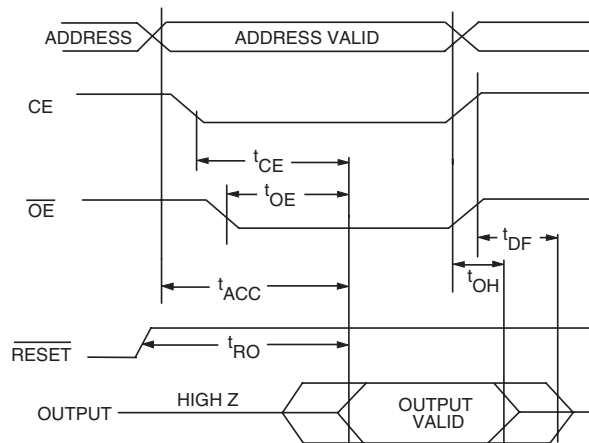 ADDRESS ADDRESS VALID
CE
tCE
tOE
OE
tDF
tOH
tACC
RESET
tRO
OUTPUT HIGH Z OUTPUT VALID